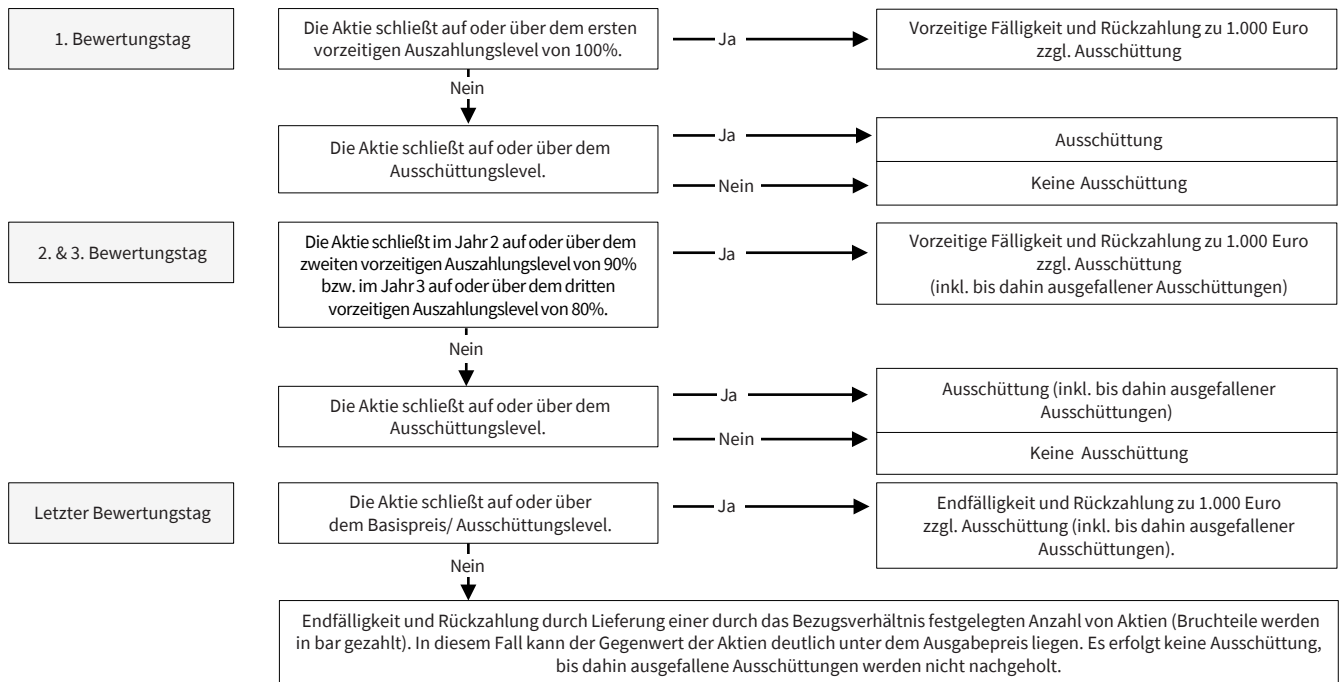 1. Bewertungstag
Die Aktie schließt auf oder über dem ersten
vorzeitigen Auszahlungslevel von 100%.
Ja
Vorzeitige Fälligkeit und Rückzahlung zu 1.000 Euro
zzgl. Ausschüttung
Nein
Die Aktie schließt auf oder über dem
Ausschüttungslevel.
Ja
Ausschüttung
Nein
Keine Ausschüttung
2. & 3. Bewertungstag
Die Aktie schließt im Jahr 2 auf oder über dem
zweiten vorzeitigen Auszahlungslevel von 90%
bzw. im Jahr 3 auf oder über dem dritten
vorzeitigen Auszahlungslevel von 80%.
Ja
Vorzeitige Fälligkeit und Rückzahlung zu 1.000 Euro
zzgl. Ausschüttung
(inkl. bis dahin ausgefallener Ausschüttungen)
Nein
Die Aktie schließt auf oder über dem
Ausschüttungslevel.
Ja
Ausschüttung (inkl. bis dahin ausgefallener
Ausschüttungen)
Nein
Keine Ausschüttung
Letzter Bewertungstag
Die Aktie schließt auf oder über
dem Basispreis/ Ausschüttungslevel.
Ja
Endfälligkeit und Rückzahlung zu 1.000 Euro
zzgl. Ausschüttung (inkl. bis dahin ausgefallener
Ausschüttungen).
Nein
Endfälligkeit und Rückzahlung durch Lieferung einer durch das Bezugsverhältnis festgelegten Anzahl von Aktien (Bruchteile werden
in bar gezahlt). In diesem Fall kann der Gegenwert der Aktien deutlich unter dem Ausgabepreis liegen. Es erfolgt keine Ausschüttung,
bis dahin ausgefallene Ausschüttungen werden nicht nachgeholt.